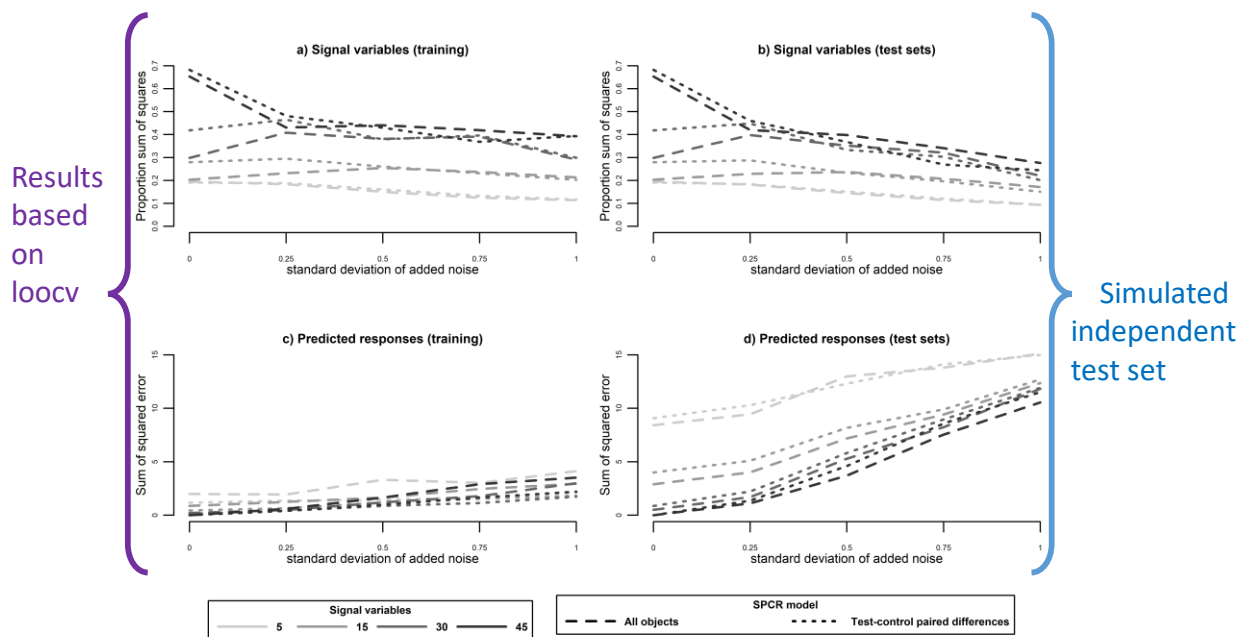 a) Signal variables (training)
b) Signal variables (test sets)
Proportion sum of squares
0.0 0.1 0.2 0.3 0.4 0.5 0.6 0.7
0 0.25 0.5 0.75 1
standard deviation of added noise
Proportion sum of squares
0.0 0.1 0.2 0.3 0.4 0.5 0.6 0.7
0 0.25 0.5 0.75 1
standard deviation of added noise
Results
based
on
loocv
Simulated
independent
test set
c) Predicted responses (training)
d) Predicted responses (test sets)
Sum of squared error
0 5 10 15
0 0.25 0.5 0.75 1
standard deviation of added noise
Sum of squared error
0 5 10 15
0 0.25 0.5 0.75 1
standard deviation of added noise
Signal variables
5 15 30 45
SPCR model
All objects Test-control paired differences